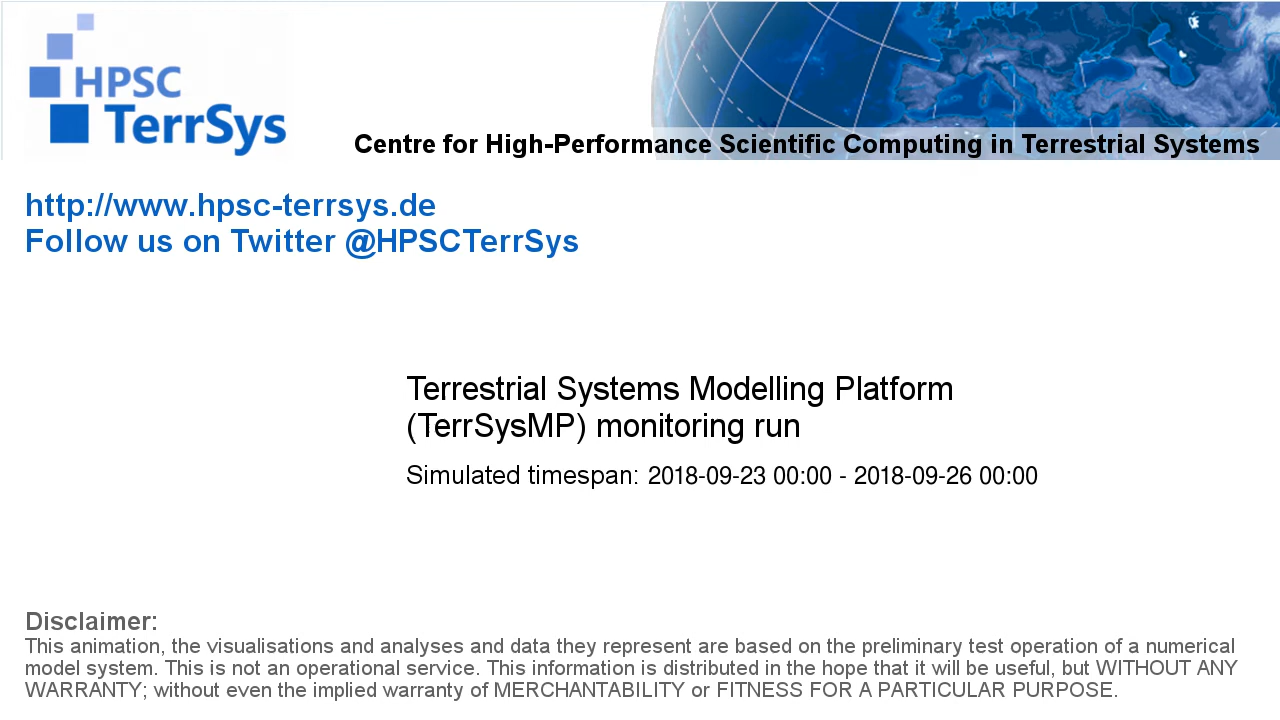 HPSC
TerrSys
Centre for High-Performance Scientific Computing in Terrestrial Systems
http://www.hpsc-terrsys.de
Follow us on Twitter @HPSCTerrSys
Terrestrial Systems Modelling Platform
(TerrSysMP) monitoring run
Simulated timespan: 2018-09-23 00:00 - 2018-09-26 00:00
Disclaimer:
This animation, the visualisations and analyses and data they represent are based on the preliminary test operation of a numerical
model system. This is not an operational service. This information is distributed in the hope that it will be useful, but WITHOUT ANY
WARRANTY; without even the implied warranty of MERCHANTABILITY or FITNESS FOR A PARTICULAR PURPOSE.